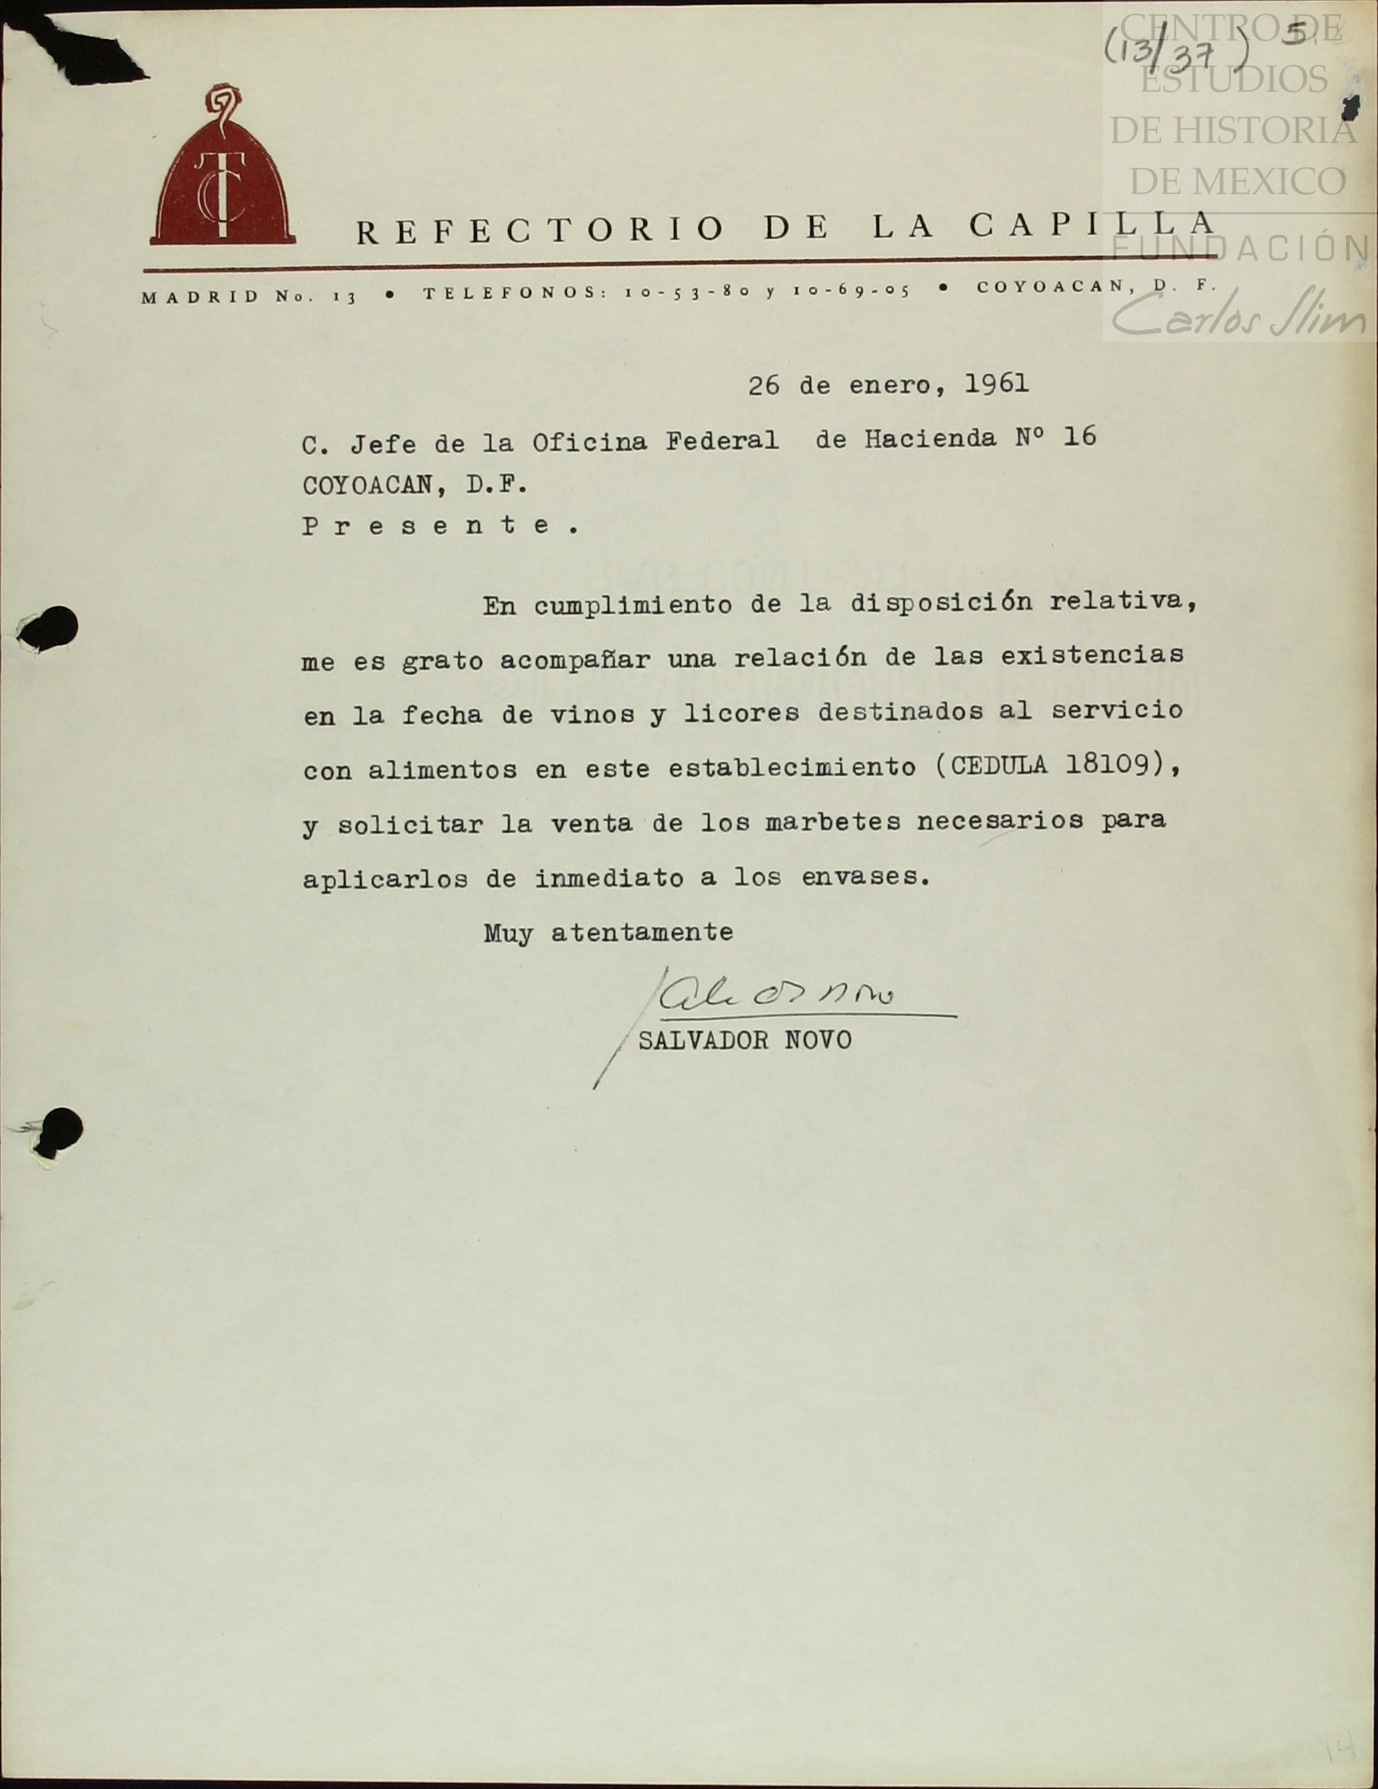 (13/37) 5
CENTRO DE
ESTUDIOS
DE HISTORIA
DE MEXICO
FUNDACIÓN
Carlos Slim
TC
REFECTORIO DE LA CAPILLA
MADRID No. 13 • TELEFONOS: 10-53-80 y 10-69-05 • COYOACAN, D. F.
26 de enero, 1961
C. Jefe de la Oficina Federal de Hacienda Nº 16
COYOACAN, D.F.
P r e s e n t e .
En cumplimiento de la disposición relativa,
me es grato acompañar una relación de las existencias
en la fecha de vinos y licores destinados al servicio
con alimentos en este establecimiento (CEDULA 18109),
y solicitar la venta de los marbetes necesarios para
aplicarlos de inmediato a los envases.
Muy atentamente
SALVADOR NOVO
14